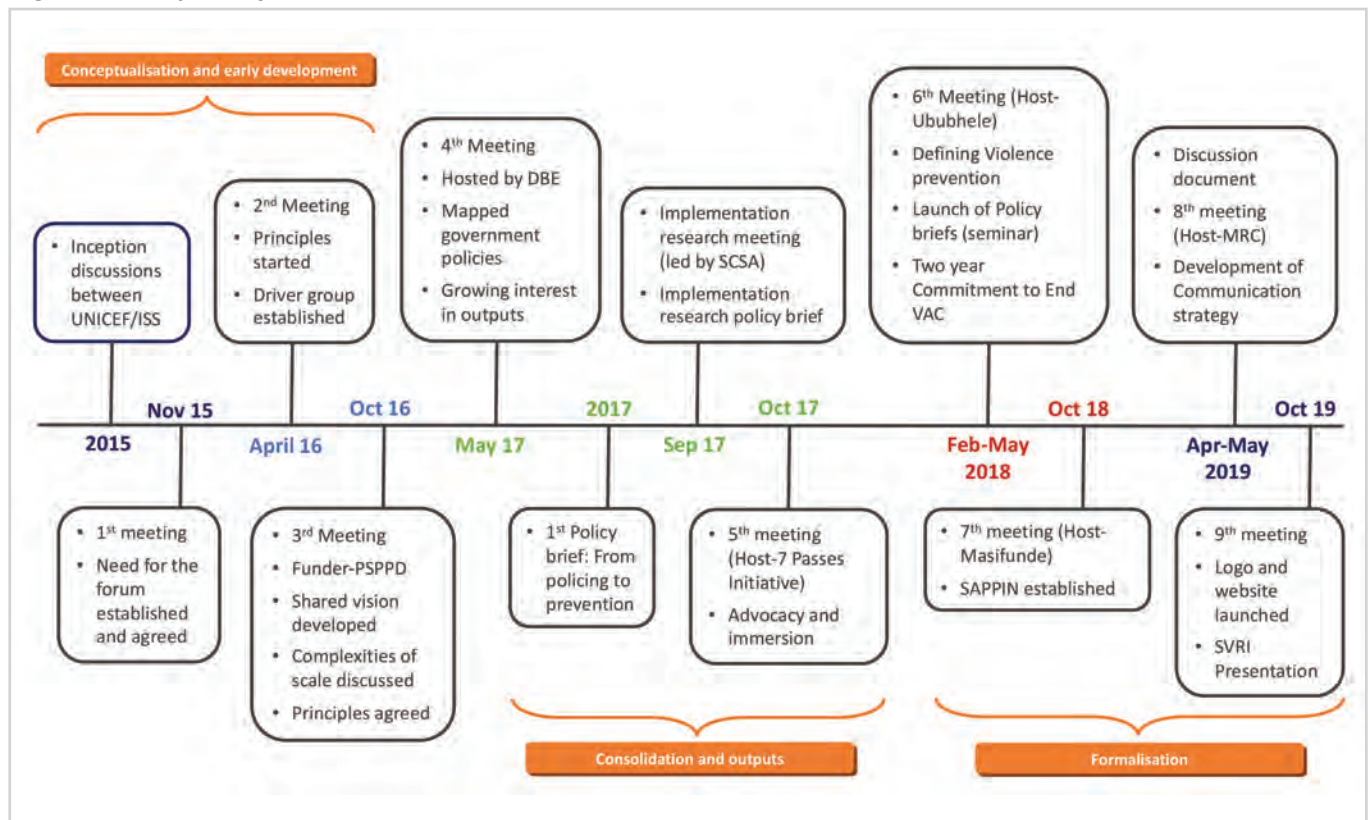 Conceptualisation and early development
• Inception
discussions
between
UNICEF/ISS
• 2nd Meeting
• Principles
started
• Driver group
established
• 4th Meeting
• Hosted by DBE
• Mapped
government
policies
• Growing interest
in outputs
• Implementation
research meeting
(led by SCSA)
• Implementation
research policy brief
• 6th Meeting (Host-
Ububhele)
• Defining Violence
prevention
• Launch of Policy
briefs (seminar)
• Two year
Commitment to End
VAC
• Discussion
document
• 8th meeting
(Host-MRC)
• Development of
Communication
strategy
Nov 15
Oct 16
2017
Oct 17
Oct 18
Oct 19
2015
April 16
May 17
Sep 17
Feb-May
2018
Apr-May
2019
• 1st meeting
• Need for the
forum
established
and agreed
• 3rd Meeting
• Funder-PSPPD
• Shared vision
developed
• Complexities of
scale discussed
• Principles agreed
• 1st Policy
brief: From
policing to
prevention
• 5th meeting
(Host-7 Passes
Initiative)
• Advocacy and
immersion
• 7th meeting (Host-
Masifunde)
• SAPPIN established
• 9th meeting
• Logo and
website
launched
• SVRI
Presentation
Consolidation and outputs
Formalisation